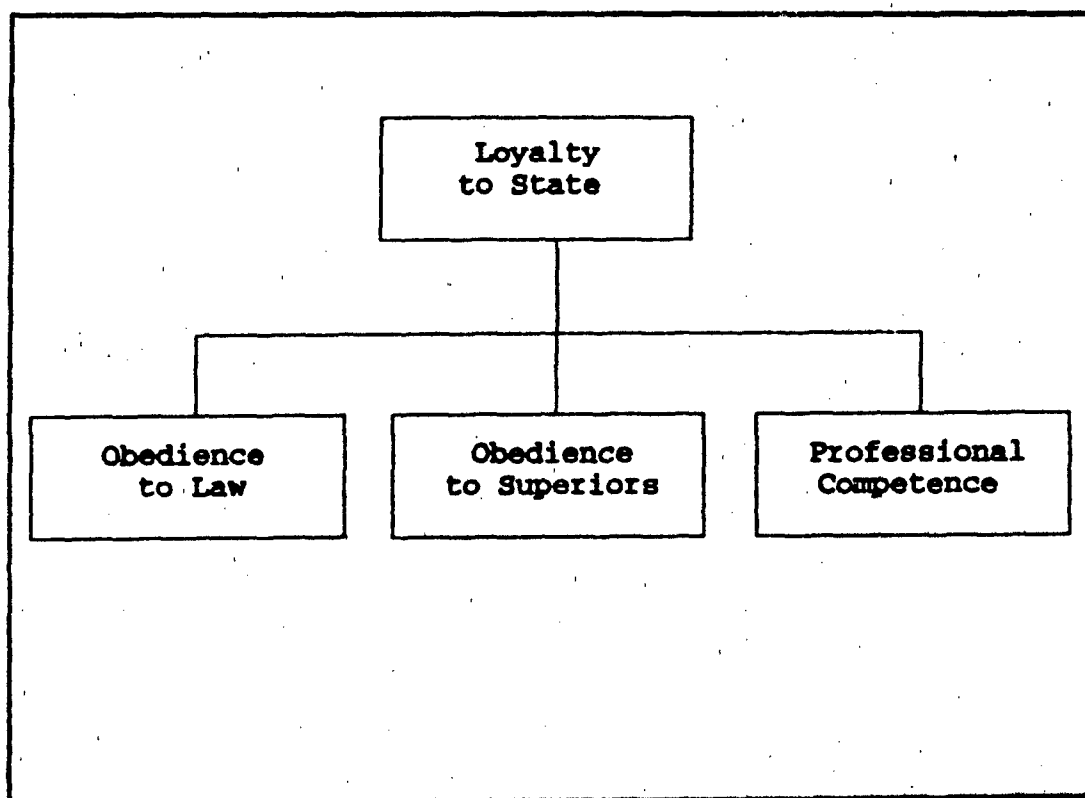 Loyalty
to State
Obedience
to Law
Obedience
to Superiors
Professional
Competence